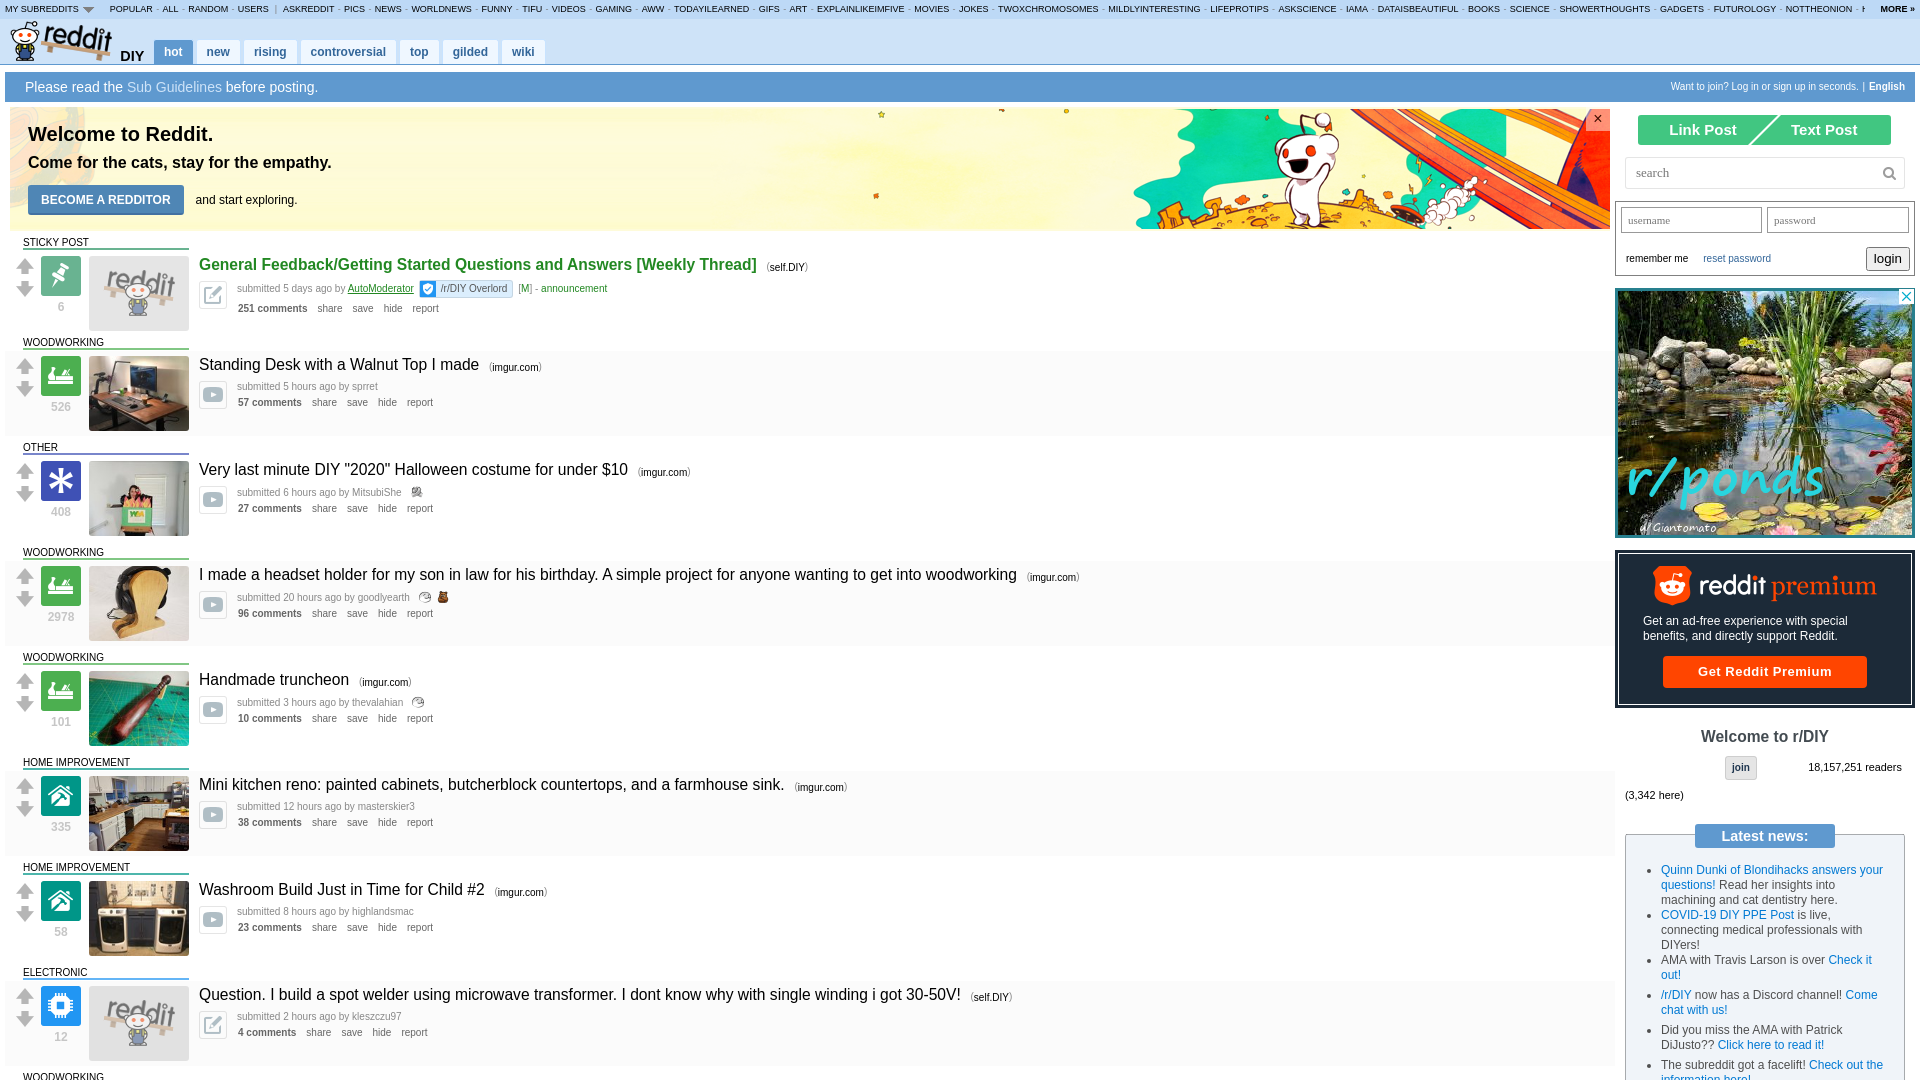 MY SUBREDDITS POPULAR - ALL - RANDOM - USERS | ASKREDDIT - PICS - NEWS - WORLDNEWS - FUNNY - TIFU - VIDEOS - GAMING - AWW - TODAYILEARNED - GIFS - ART - EXPLAINLIKEIMFIVE - MOVIES - JOKES - TWOXCHROMOSOMES - MILDLYINTERESTING - LIFEPROTIPS - ASKSCIENCE - IAMA - DATAISBEAUTIFUL - BOOKS - SCIENCE - SHOWERTHOUGHTS - GADGETS - FUTUROLOGY - NOTTHEONION - MORE »
reddit DIY hot new rising controversial top gilded wiki
Please read the Sub Guidelines before posting.
Want to join? Log in or sign up in seconds. | English
Welcome to Reddit.
Come for the cats, stay for the empathy.
BECOME A REDDITOR and start exploring.
×
STICKY POST
6
reddit
General Feedback/Getting Started Questions and Answers [Weekly Thread] (self.DIY)
submitted 5 days ago by AutoModerator /r/DIY Overlord [M] - announcement
251 comments share save hide report
WOODWORKING
526
Standing Desk with a Walnut Top I made (imgur.com)
submitted 5 hours ago by sprret
57 comments share save hide report
OTHER
408
Very last minute DIY "2020" Halloween costume for under $10 (imgur.com)
submitted 6 hours ago by MitsubiShe
27 comments share save hide report
WOODWORKING
2978
I made a headset holder for my son in law for his birthday. A simple project for anyone wanting to get into woodworking (imgur.com)
submitted 20 hours ago by goodlyearth
96 comments share save hide report
WOODWORKING
101
Handmade truncheon (imgur.com)
submitted 3 hours ago by thevalahian
10 comments share save hide report
HOME IMPROVEMENT
335
Mini kitchen reno: painted cabinets, butcherblock countertops, and a farmhouse sink. (imgur.com)
submitted 12 hours ago by masterskier3
38 comments share save hide report
HOME IMPROVEMENT
58
Washroom Build Just in Time for Child #2 (imgur.com)
submitted 8 hours ago by highlandsmac
23 comments share save hide report
ELECTRONIC
12
reddit
Question. I build a spot welder using microwave transformer. I dont know why with single winding i got 30-50V! (self.DIY)
submitted 2 hours ago by kleszczu97
4 comments share save hide report
WOODWORKING
Link Post Text Post
search
username password
remember me reset password login
r/ponds
u/Giantomato
reddit premium
Get an ad-free experience with special
benefits, and directly support Reddit.
Get Reddit Premium
Welcome to r/DIY
join 18,157,251 readers
(3,342 here)
Latest news:
Quinn Dunki of Blondihacks answers your
questions! Read her insights into
machining and cat dentistry here.
COVID-19 DIY PPE Post is live,
connecting medical professionals with
DIYers!
AMA with Travis Larson is over Check it
out!
/r/DIY now has a Discord channel! Come
chat with us!
Did you miss the AMA with Patrick
DiJusto?? Click here to read it!
The subreddit got a facelift! Check out the
information here!